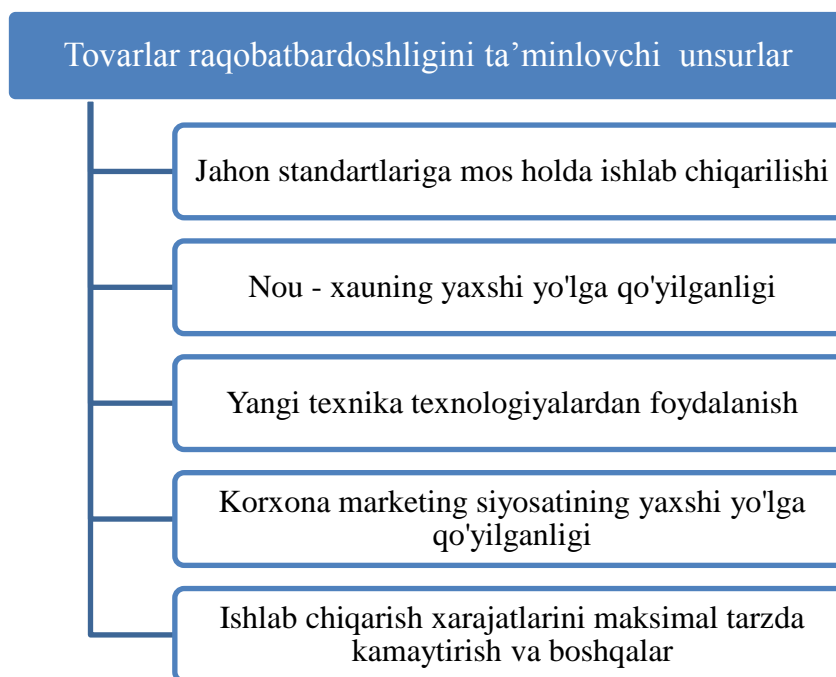 Tovarlar raqobatbardoshligini ta’minlovchi unsurlar
Jahon standartlariga mos holda ishlab chiqarilishi
Nou - xauning yaxshi yo'lga qo'yilganligi
Yangi texnika texnologiyalardan foydalanish
Korxona marketing siyosatining yaxshi yo'lga
qo'yilganligi
Ishlab chiqarish xarajatlarini maksimal tarzda
kamaytirish va boshqalar